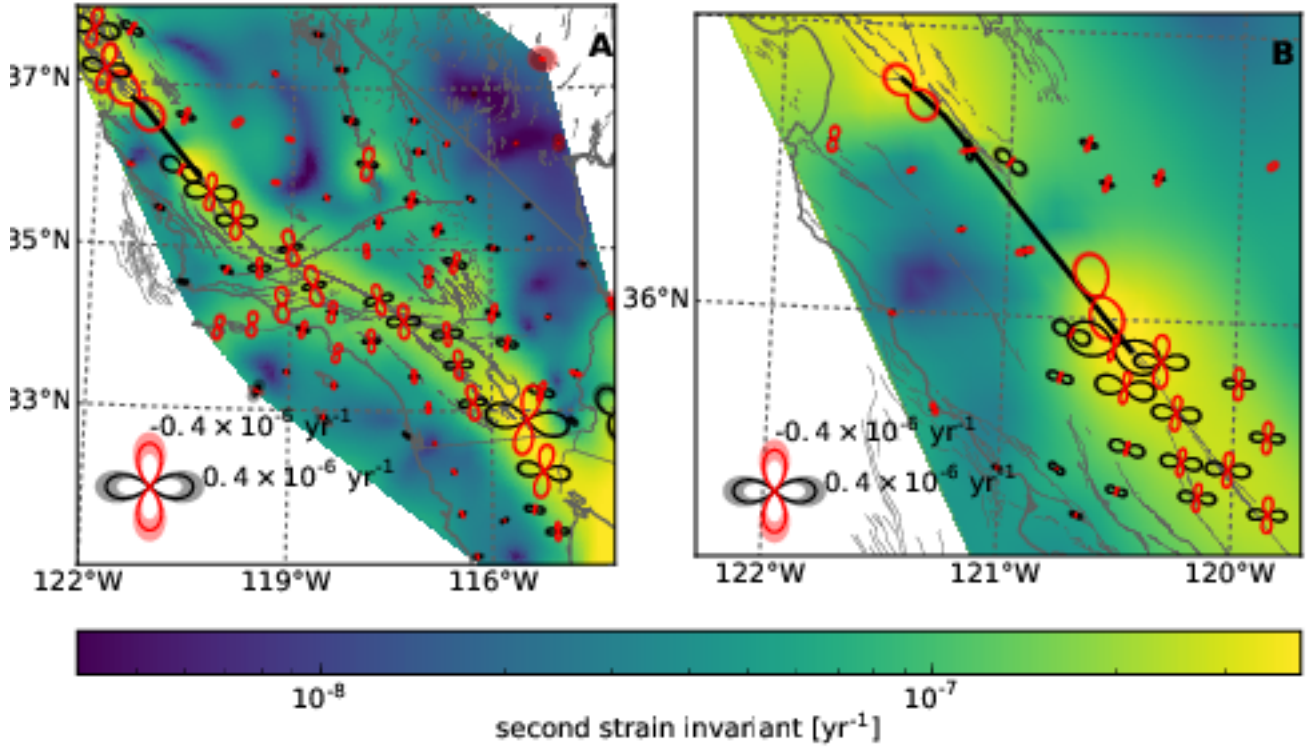 A
B
37°N
35°N
33°N
36°N
-0.4×10⁻⁶ yr⁻¹
0.4×10⁻⁶ yr⁻¹
-0.4×10⁻⁶ yr⁻¹
0.4×10⁻⁶ yr⁻¹
122°W 119°W 116°W
122°W 121°W 120°W
10⁻⁸ 10⁻⁷
second strain invariant [yr⁻¹]